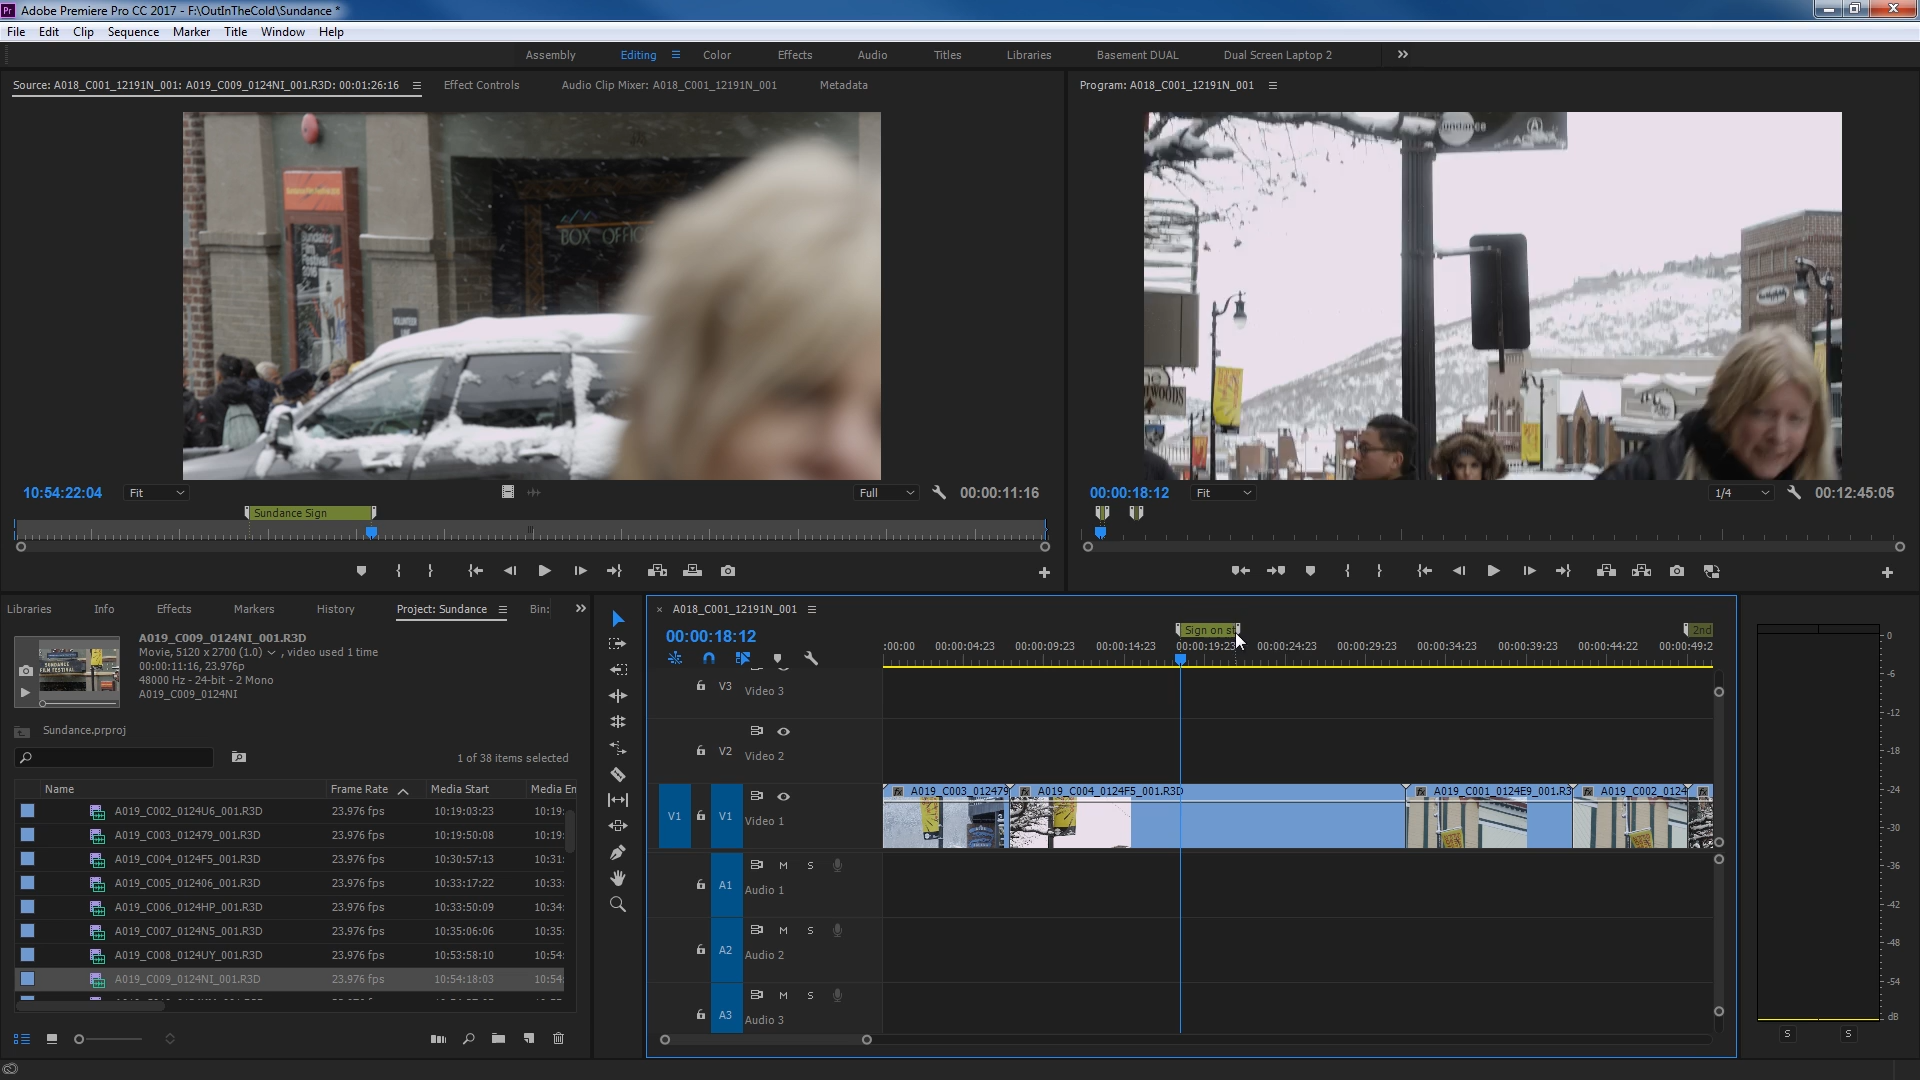 Adobe Premiere Pro CC 2017 - F:\OutInTheCold\Sundance *
File Edit Clip Sequence Marker Title Window Help
Assembly Editing Color Effects Audio Titles Libraries Basement DUAL Dual Screen Laptop 2
Source: A018_C001_12191N_001: A019_C009_0124NI_001.R3D: 00:01:26:16 Effect Controls Audio Clip Mixer: A018_C001_12191N_001 Metadata
Program: A018_C001_12191N_001
Sundance
Film
Festival
BOX OFFIC
sundance
WOODS
10:54:22:04 Fit Full 00:00:11:16
Sundance Sign
00:00:18:12 Fit 1/4 00:12:45:05
Libraries Info Effects Markers History Project: Sundance Bin:
A019_C009_0124NI_001.R3D
Movie, 5120 x 2700 (1.0) , video used 1 time
00:00:11:16, 23.976p
48000 Hz - 24-bit - 2 Mono
A019_C009_0124NI
SUNDANCE
FILM FESTIVAL
Sundance.prproj
1 of 38 items selected
Name Frame Rate Media Start Media En
A019_C002_0124U6_001.R3D 23.976 fps 10:19:03:23 10:19:
A019_C003_012479_001.R3D 23.976 fps 10:19:50:08 10:19:
A019_C004_0124F5_001.R3D 23.976 fps 10:30:57:13 10:31:
A019_C005_012406_001.R3D 23.976 fps 10:33:17:22 10:33:
A019_C006_0124HP_001.R3D 23.976 fps 10:33:50:09 10:34:
A019_C007_0124N5_001.R3D 23.976 fps 10:35:06:06 10:35:
A019_C008_0124UY_001.R3D 23.976 fps 10:53:58:10 10:54:
A019_C009_0124NI_001.R3D 23.976 fps 10:54:18:03 10:54:
A018_C001_12191N_001
00:00:18:12
Sign on st 2nd
:00:00 00:00:04:23 00:00:09:23 00:00:14:23 00:00:19:23 00:00:24:23 00:00:29:23 00:00:34:23 00:00:39:23 00:00:44:22 00:00:49:2
V3 Video 3
V2 Video 2
V1 V1 Video 1
A019_C003_012479 A019_C004_0124F5_001.R3D A019_C001_0124E9_001.R3 A019_C002_0124
A1 M S Audio 1
A2 M S Audio 2
A3 M S Audio 3
0
-6
-12
-18
-24
-30
-36
-42
-48
-54
dB
S S